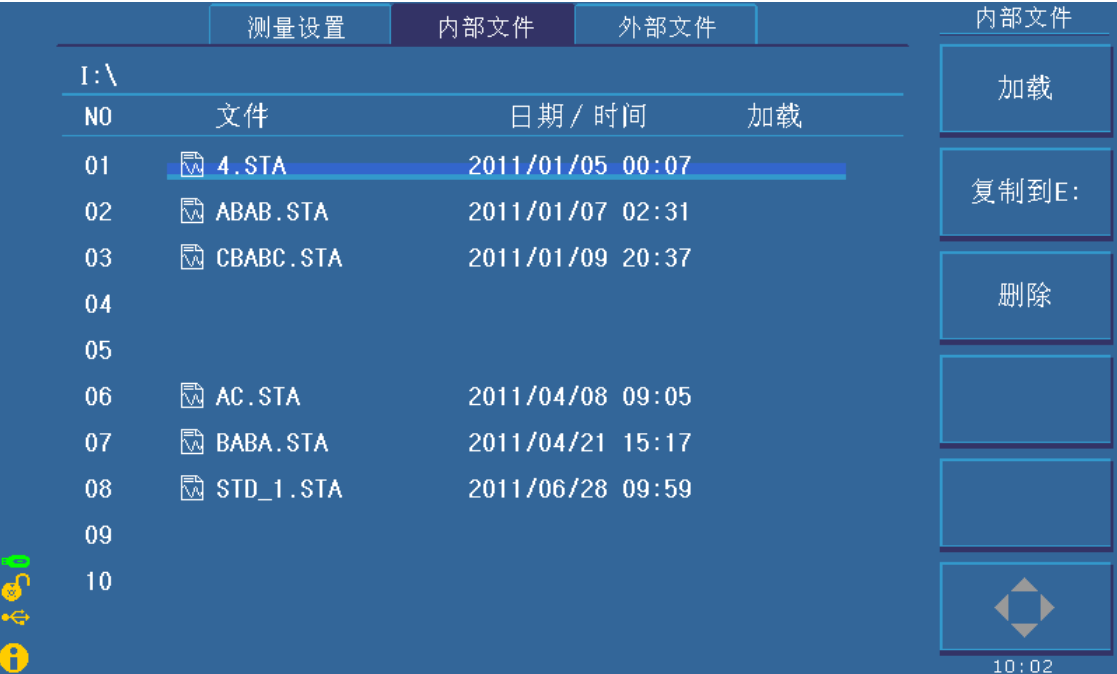 测量设置 内部文件 外部文件 内部文件
I:\
NO 文件 日期/时间 加载
01 4.STA 2011/01/05 00:07
02 ABAB.STA 2011/01/07 02:31
03 CBABC.STA 2011/01/09 20:37
04
05
06 AC.STA 2011/04/08 09:05
07 BABA.STA 2011/04/21 15:17
08 STD_1.STA 2011/06/28 09:59
09
10
加载
复制到E:
删除
10:02